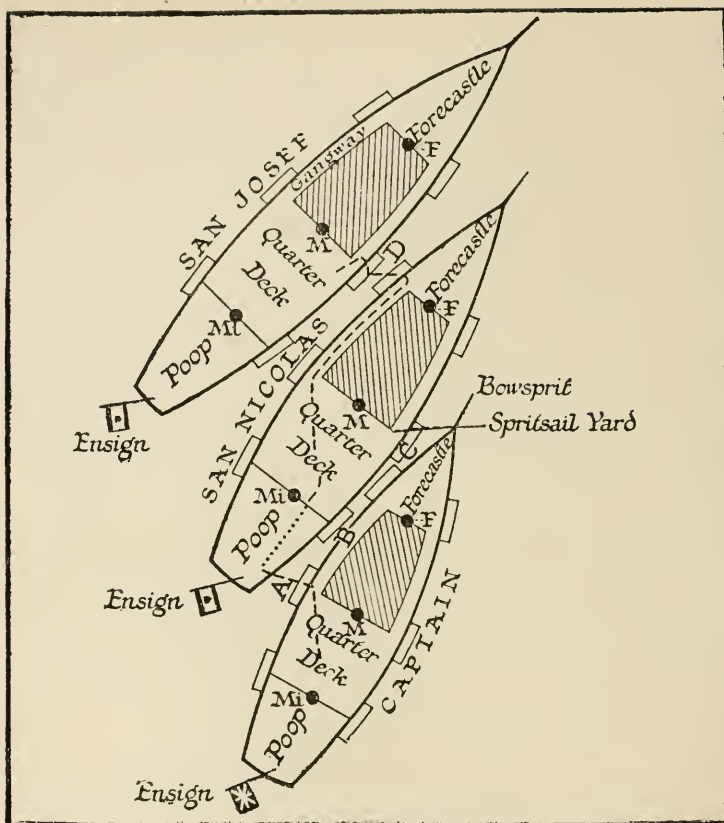 SAN JOSEF
Forecastle
F
Gangway
M
Quarter
Deck
D
Mi
Poop
Ensign
SAN NICOLAS
Forecastle
F
Bowsprit
Spritsail Yard
M
Quarter
Deck
C
Mi
Poop
B
A
Ensign
CAPTAIN
Forecastle
F
M
Quarter
Deck
Mi
Poop
Ensign